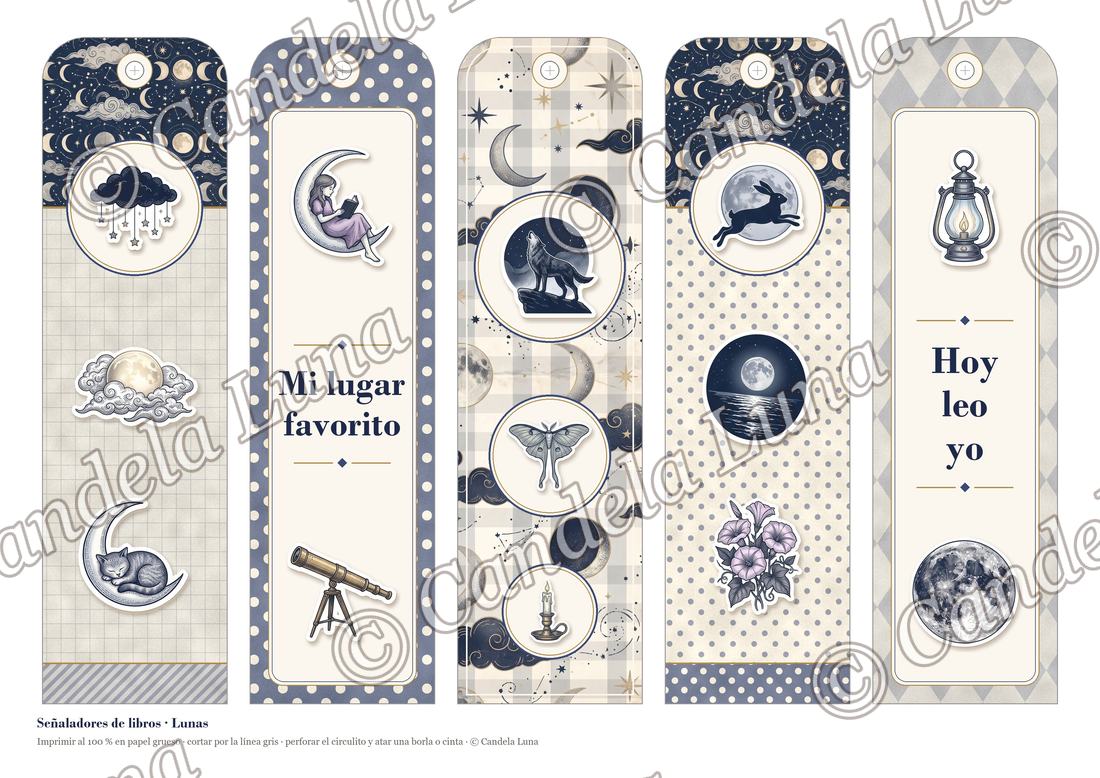 © Candela Luna
Mi lugar
favorito
Hoy
leo
yo
Señaladores de libros · Lunas
Imprimir al 100 % en papel grueso · cortar por la línea gris · perforar el circulito y atar una borla o cinta · © Candela Luna